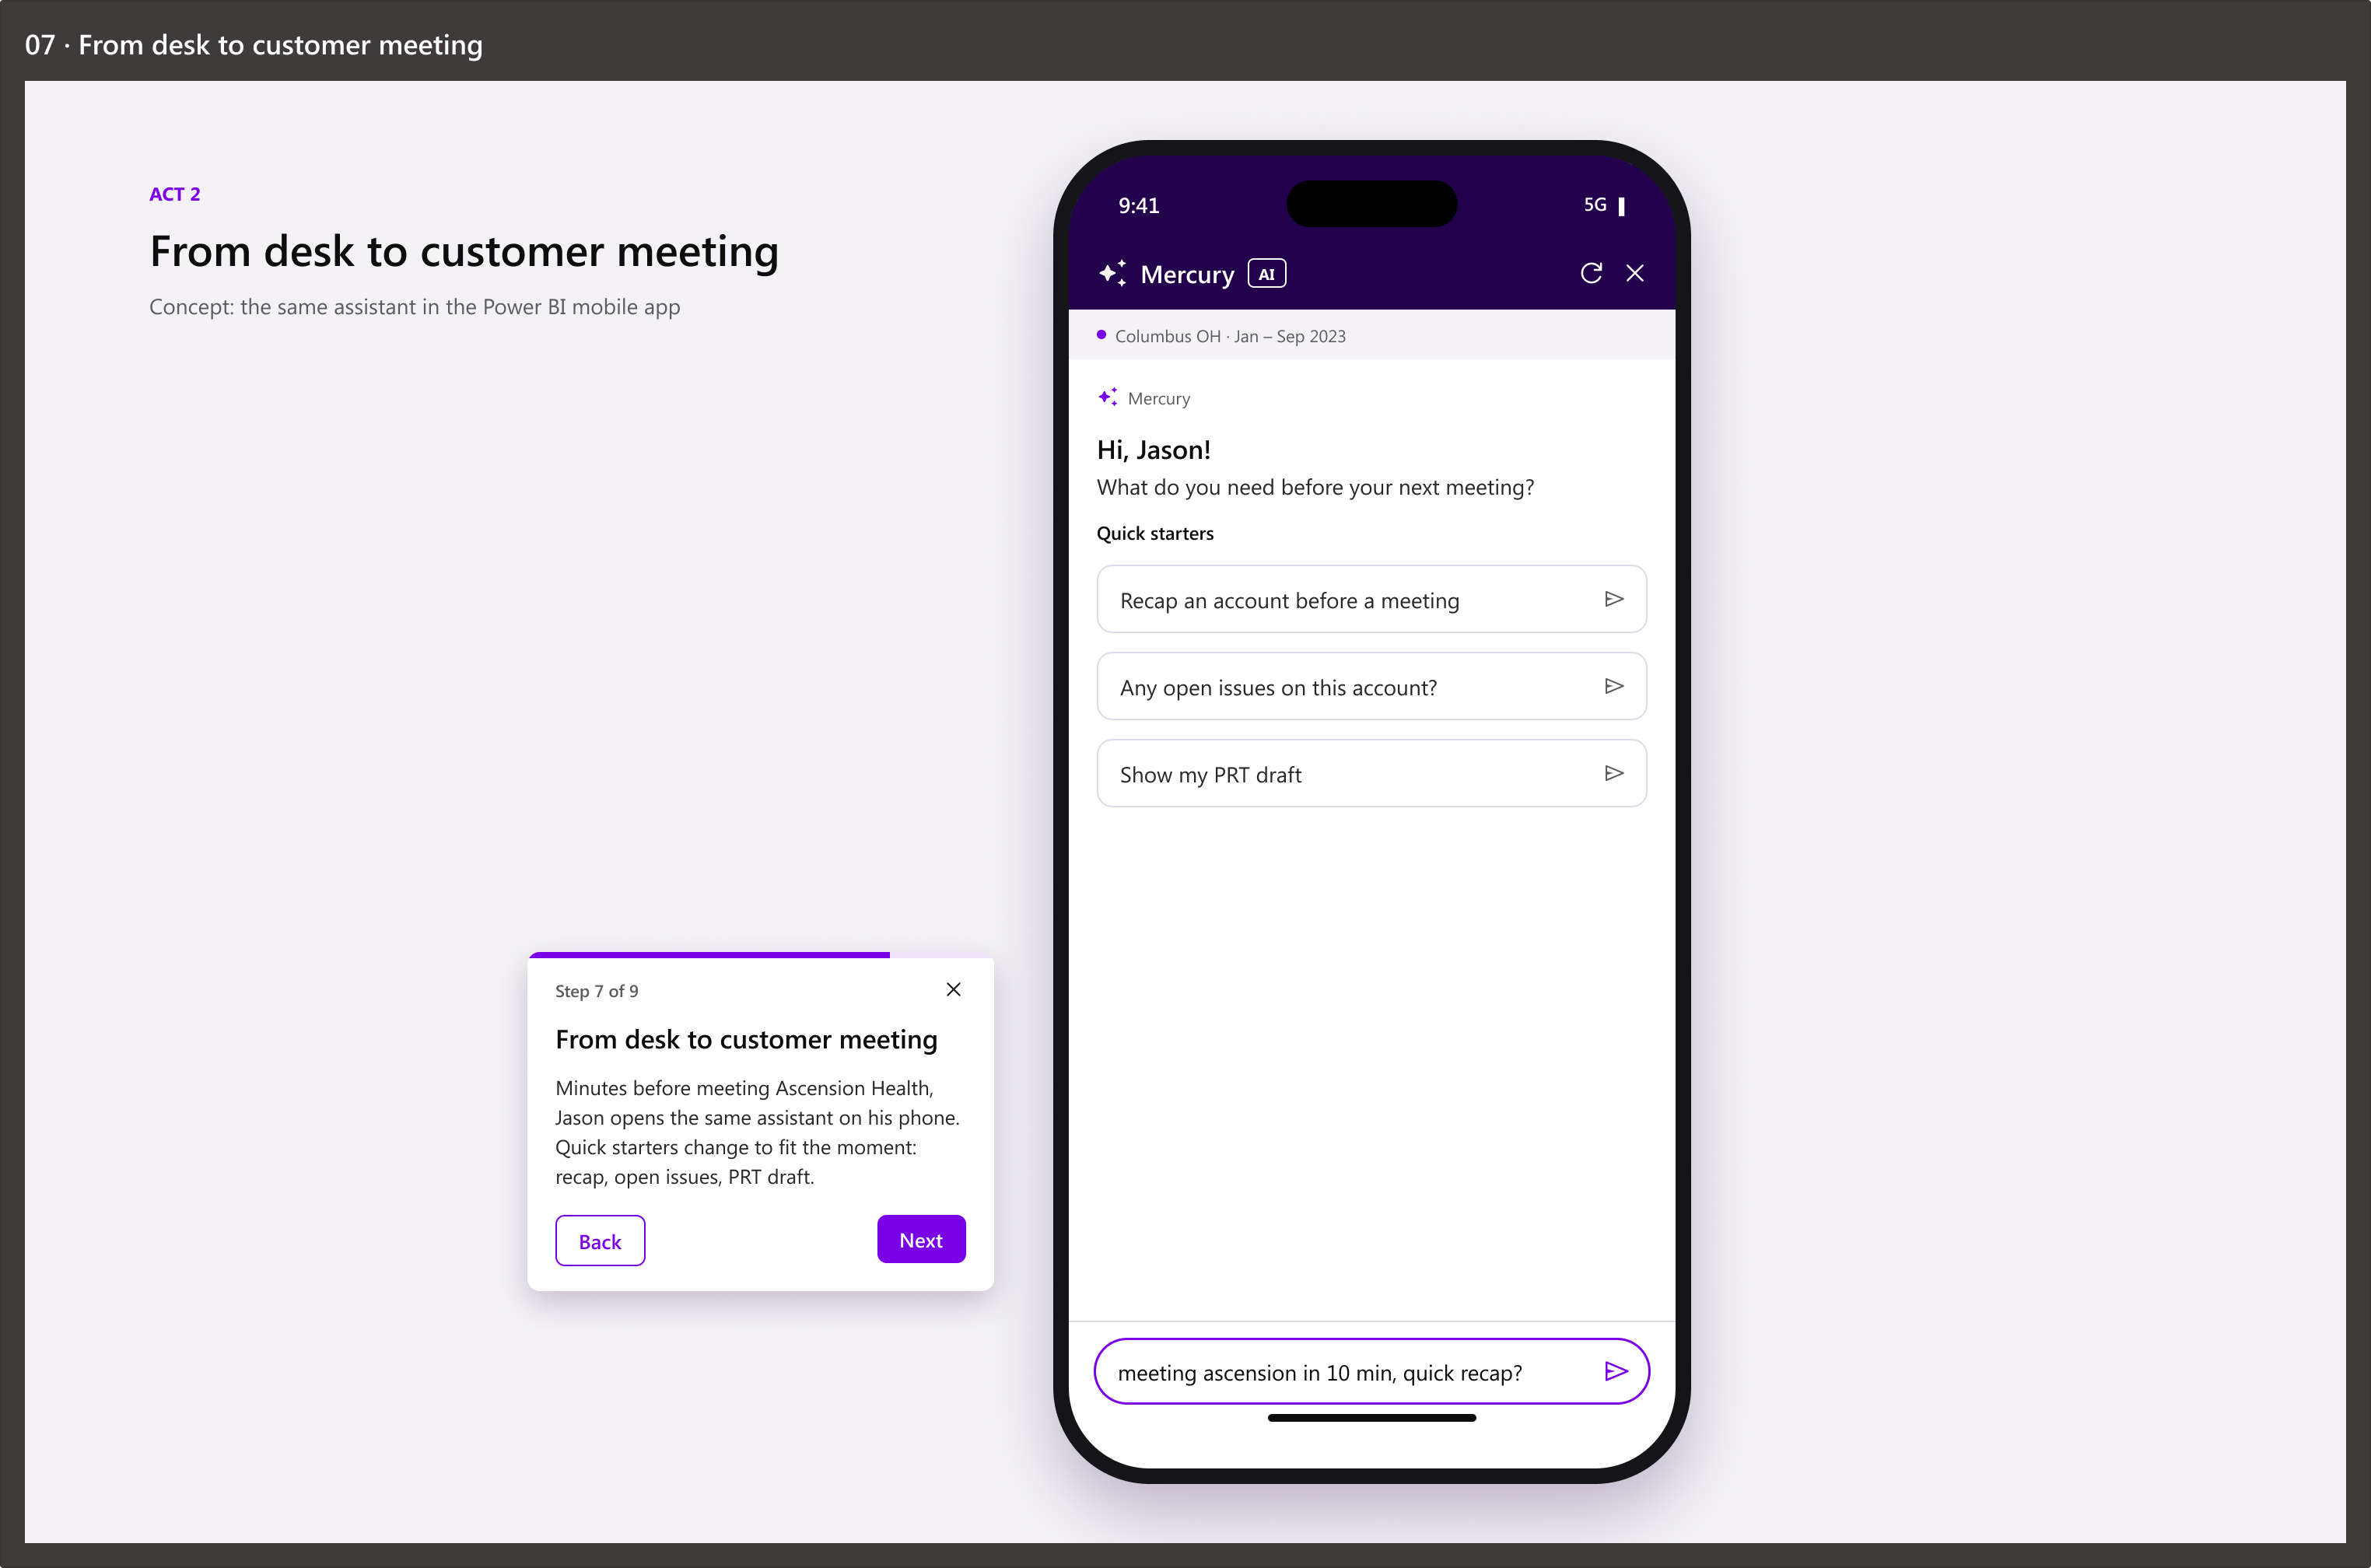 07 · From desk to customer meeting
ACT 2
From desk to customer meeting
Concept: the same assistant in the Power BI mobile app
9:41
5G
Mercury AI
Columbus OH · Jan – Sep 2023
Mercury
Hi, Jason!
What do you need before your next meeting?
Quick starters
Recap an account before a meeting
Any open issues on this account?
Show my PRT draft
Step 7 of 9
From desk to customer meeting
Minutes before meeting Ascension Health,
Jason opens the same assistant on his phone.
Quick starters change to fit the moment:
recap, open issues, PRT draft.
Back
Next
meeting ascension in 10 min, quick recap?